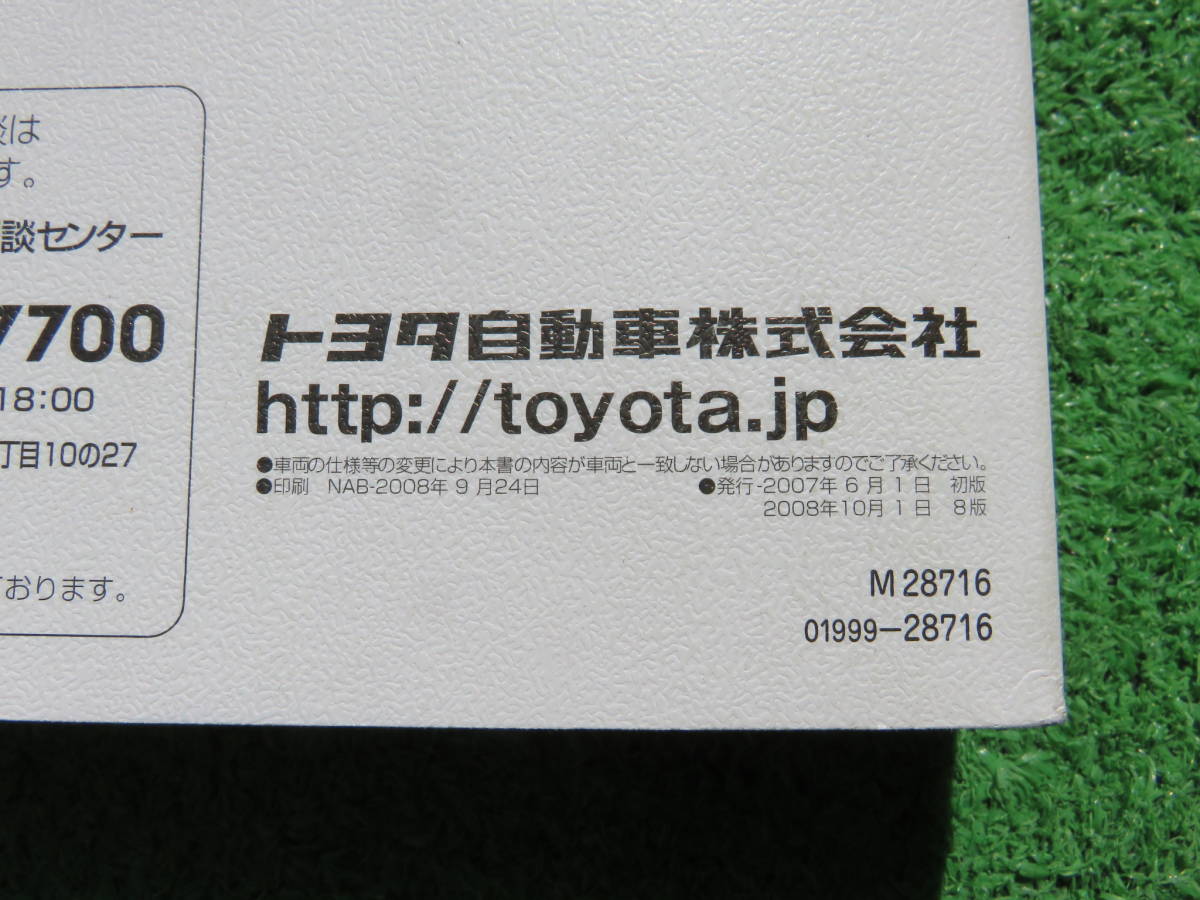 談は
す。
談センター
7700
18:00
丁目10の27
ております。
トヨタ自動車株式会社
http://toyota.jp
●車両の仕様等の変更により本書の内容が車両と一致しない場合がありますのでご了承ください。
●印刷 NAB-2008年 9 月24日 ●発行-2007年 6 月 1 日 初版
2008年10月 1 日 8版
M 28716
01999−28716